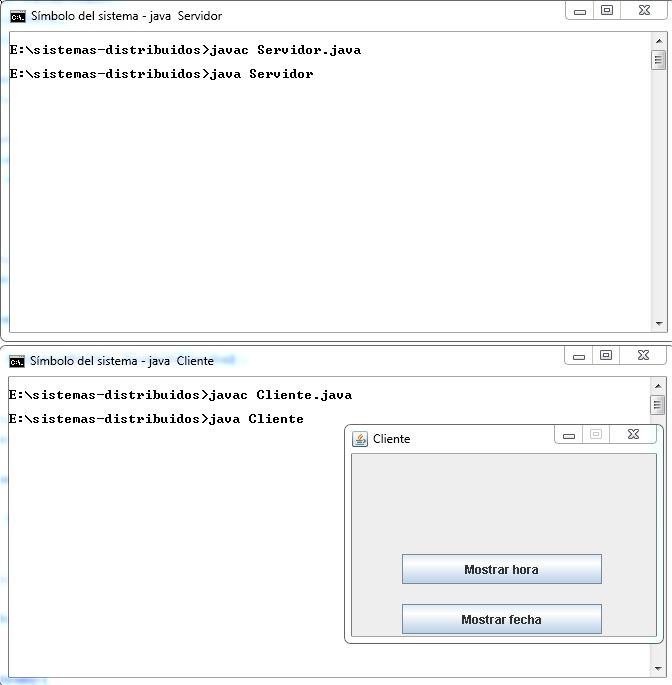 Símbolo del sistema - java  Servidor
E:\sistemas-distribuidos>javac Servidor.java
E:\sistemas-distribuidos>java Servidor
Símbolo del sistema - java  Cliente
E:\sistemas-distribuidos>javac Cliente.java
E:\sistemas-distribuidos>java Cliente
Cliente
Mostrar hora
Mostrar fecha